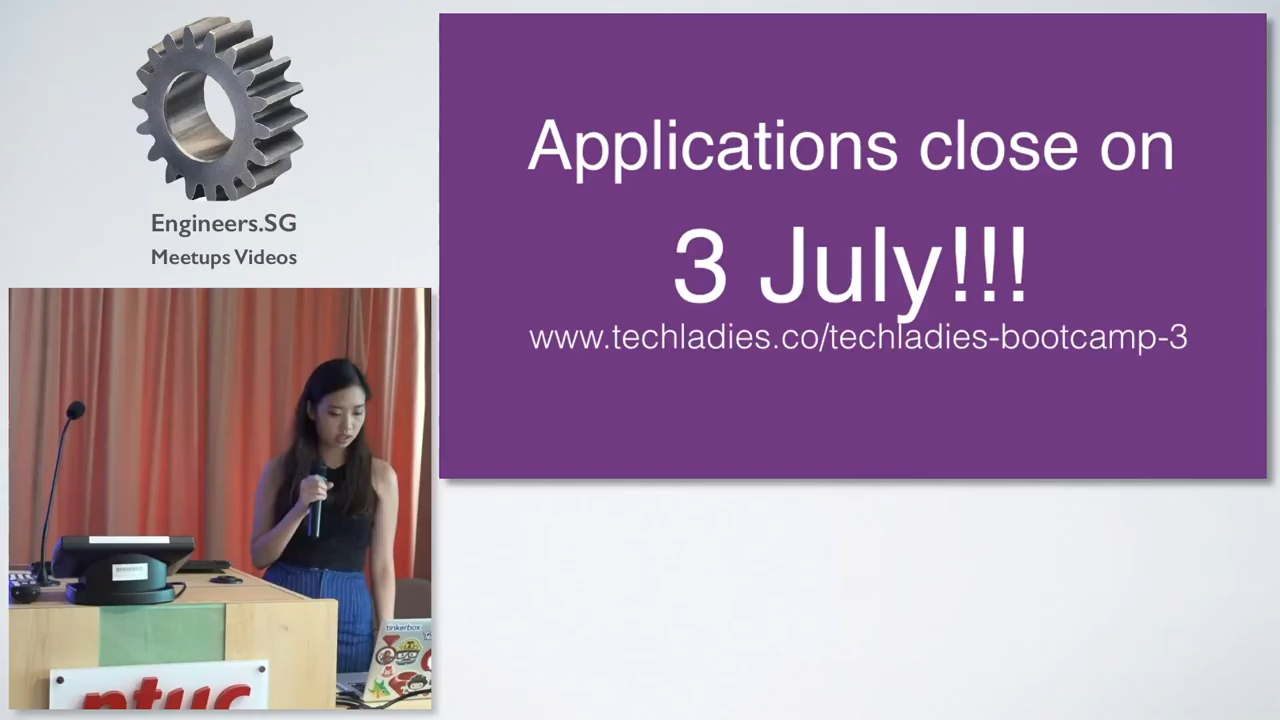 Engineers.SG
Meetups Videos
Applications close on
3 July!!!
www.techladies.co/techladies-bootcamp-3
tinkerbox
ntuc